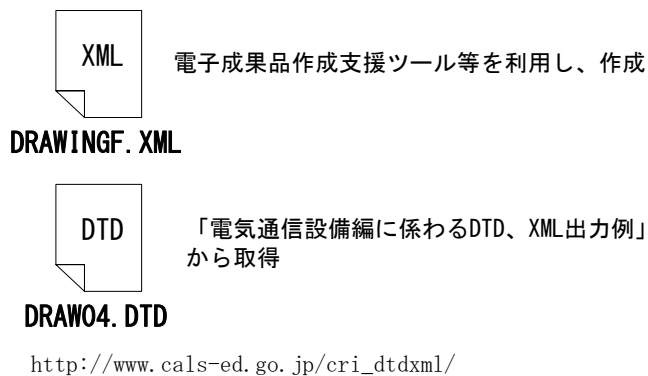 XML
電子成果品作成支援ツール等を利用し、作成
DRAWINGF.XML
DTD
「電気通信設備編に係わるDTD、XML出力例」
から取得
DRAW04.DTD
http://www.cals-ed.go.jp/cri_dtdxml/